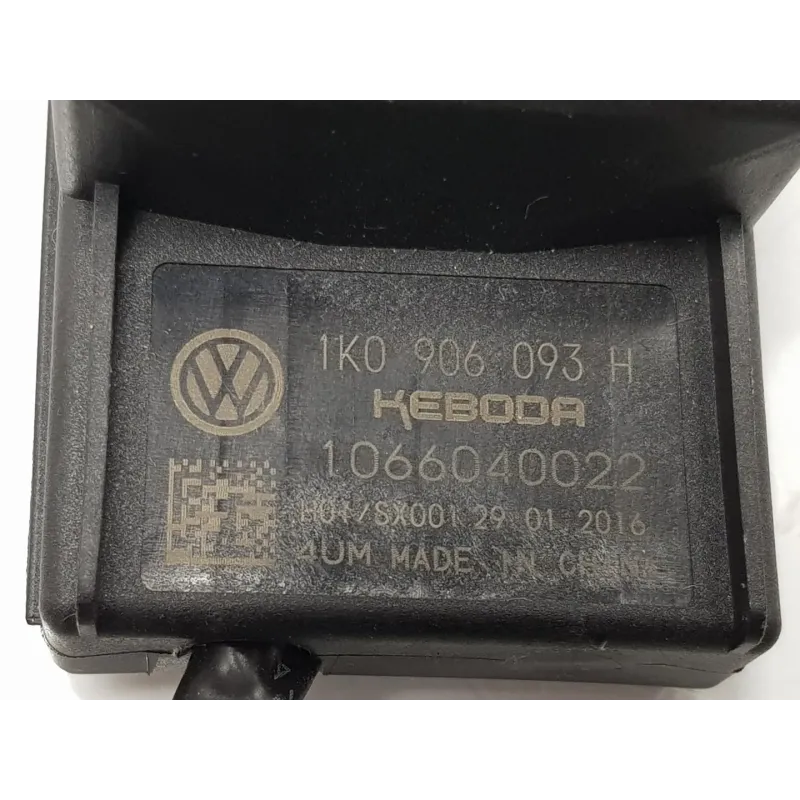 1K0 906 093 H
KEBODA
1066040022
H01/SX001 29.01.2016
4UM MADE IN CHINA